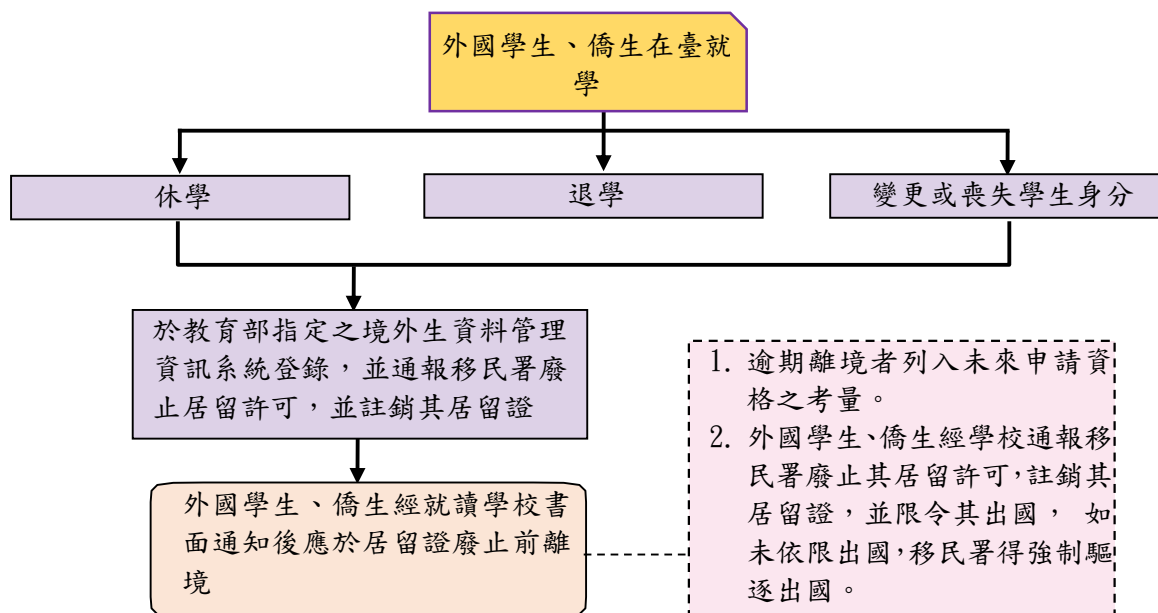 外國學生、僑生在臺就
學
休學
退學
變更或喪失學生身分
於教育部指定之境外生資料管理
資訊系統登錄，並通報移民署廢
止居留許可，並註銷其居留證
外國學生、僑生經就讀學校書
面通知後應於居留證廢止前離
境
1. 逾期離境者列入未來申請資
格之考量。
2. 外國學生、僑生經學校通報移
民署廢止其居留許可，註銷其
居留證，並限令其出國， 如
未依限出國，移民署得強制驅
逐出國。